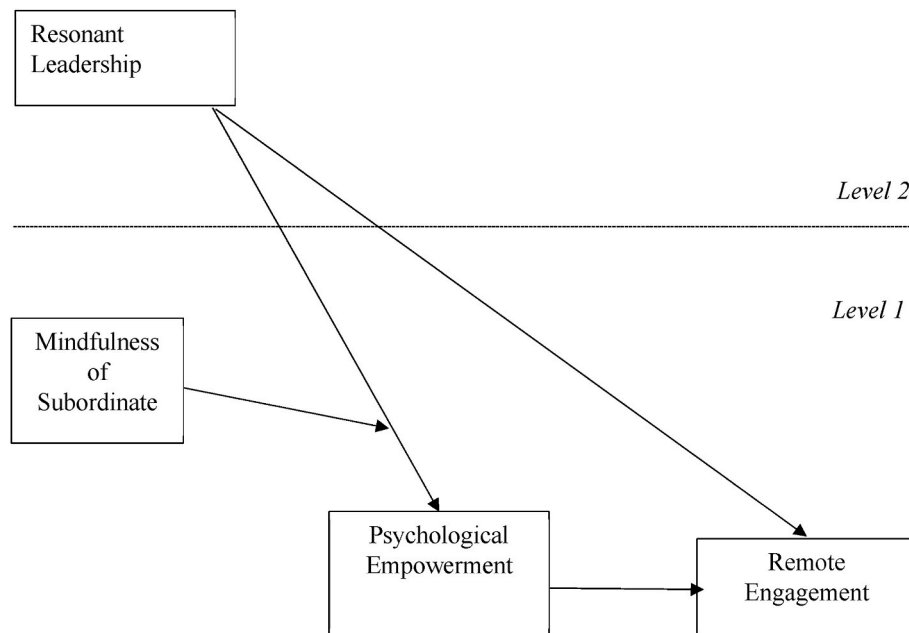 Resonant
Leadership
Level 2
Level 1
Mindfulness
of
Subordinate
Psychological
Empowerment
Remote
Engagement